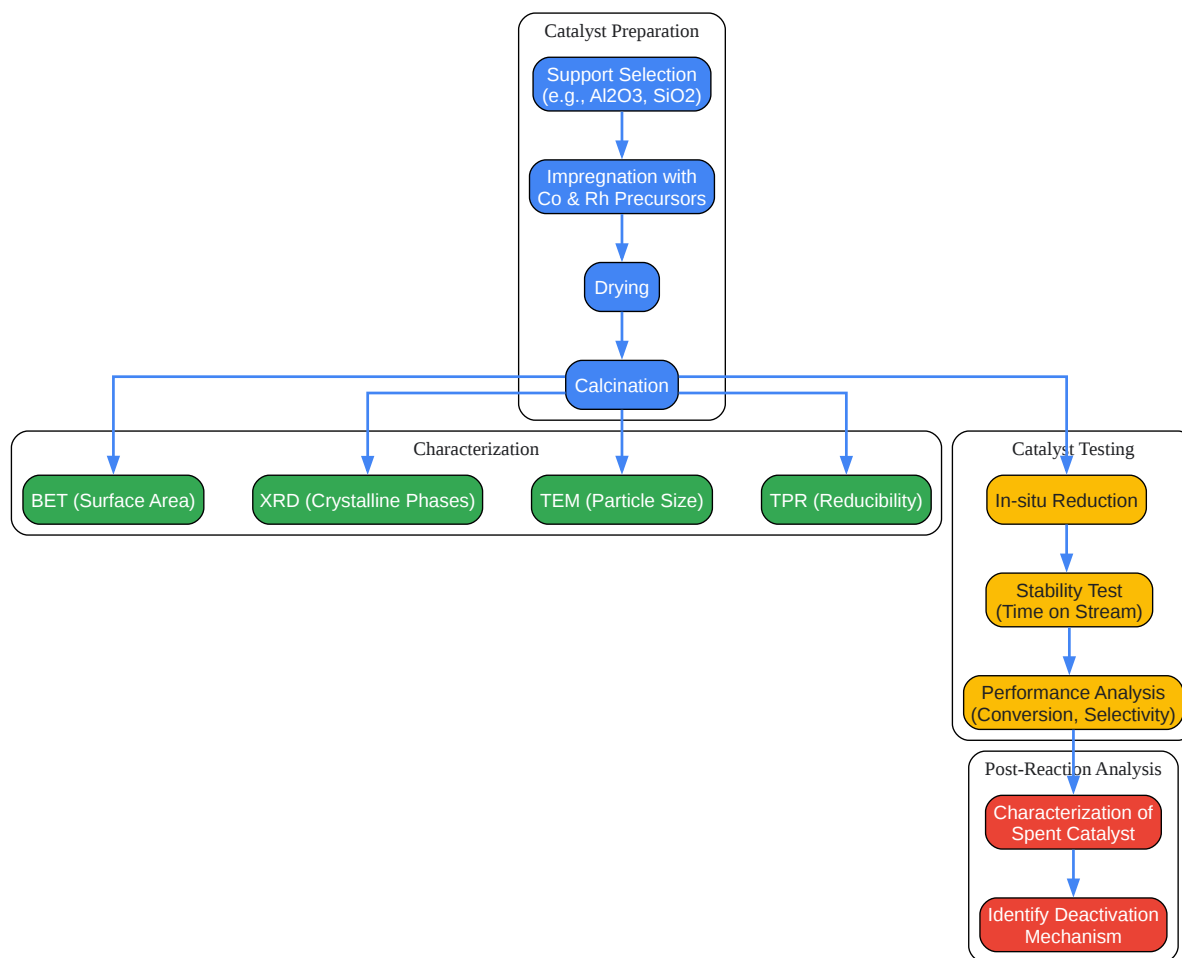 Catalyst Preparation
Support Selection
(e.g., Al2O3, SiO2)
Impregnation with
Co & Rh Precursors
Drying
Calcination
Characterization
BET (Surface Area)
XRD (Crystalline Phases)
TEM (Particle Size)
TPR (Reducibility)
Catalyst Testing
In-situ Reduction
Stability Test
(Time on Stream)
Performance Analysis
(Conversion, Selectivity)
Post-Reaction Analysis
Characterization of
Spent Catalyst
Identify Deactivation
Mechanism